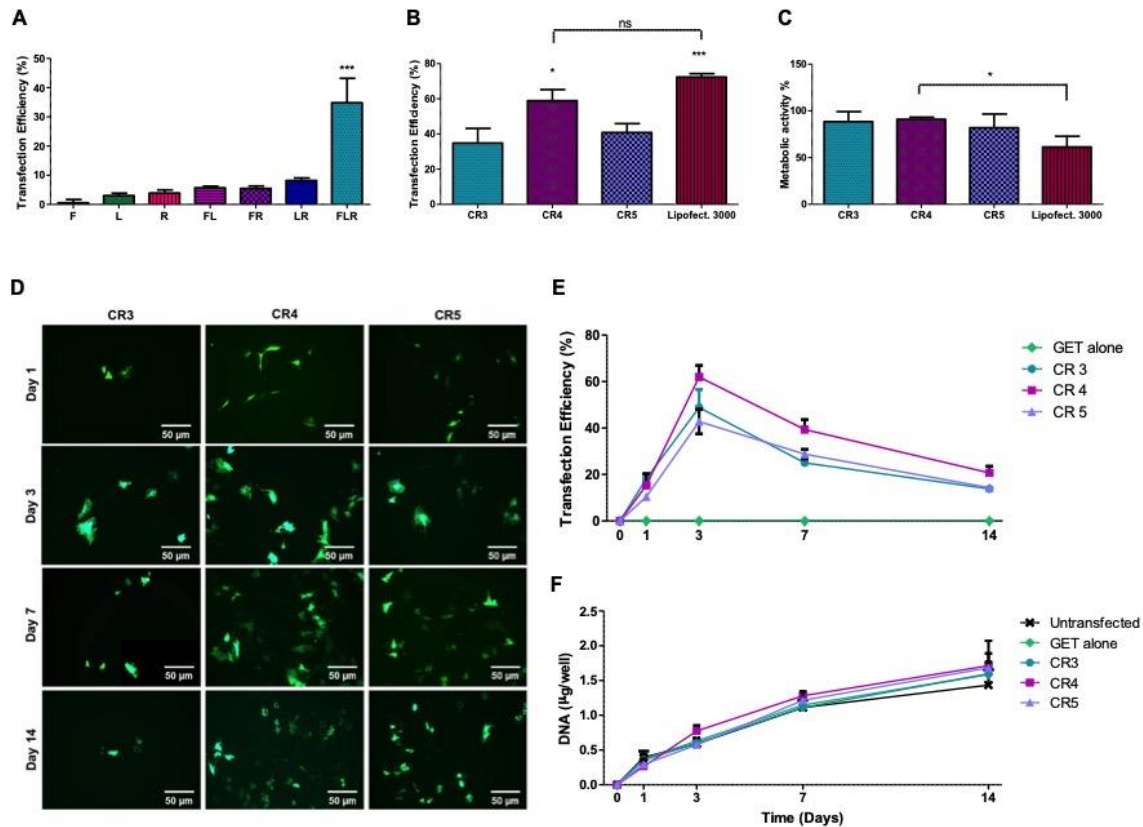 A
Transfection Efficiency (%)
50
40
30
20
10
0
***
F L R FL FR LR FLR
B
ns
Transfection Efficiency (%)
80
60
40
20
0
*
***
CR3 CR4 CR5 Lipofect. 3000
C
*
Metabolic activity %
150
100
50
0
CR3 CR4 CR5 Lipofect. 3000
D
CR3 CR4 CR5
Day 1
50 µm 50 µm 50 µm
Day 3
50 µm 50 µm 50 µm
Day 7
50 µm 50 µm 50 µm
Day 14
50 µm 50 µm 50 µm
E
Transfection Efficiency (%)
80
60
40
20
0
0 1 3 7 14
GET alone
CR 3
CR 4
CR 5
F
DNA (µg/well)
2.5
2.0
1.5
1.0
0.5
0.0
0 1 3 7 14
Time (Days)
Untransfected
GET alone
CR3
CR4
CR5